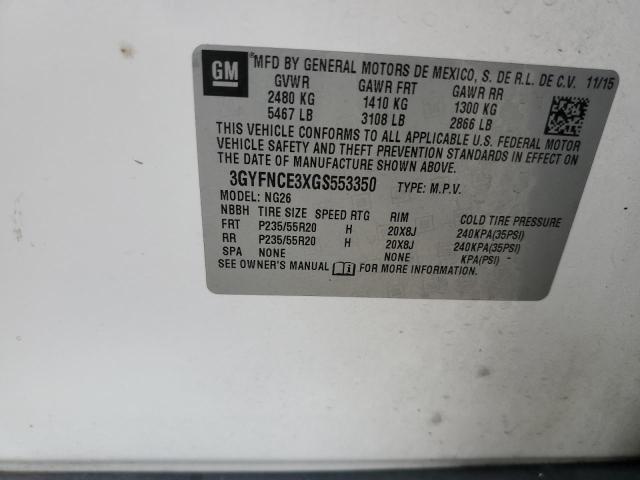 GM
MFD BY GENERAL MOTORS DE MEXICO, S. DE R.L. DE C.V. 11/15
GVWR GAWR FRT GAWR RR
2480 KG 1410 KG 1300 KG
5467 LB 3108 LB 2866 LB
THIS VEHICLE CONFORMS TO ALL APPLICABLE U.S. FEDERAL MOTOR
VEHICLE SAFETY AND THEFT PREVENTION STANDARDS IN EFFECT ON
THE DATE OF MANUFACTURE SHOWN ABOVE.
3GYFNCE3XGS553350 TYPE: M.P.V.
MODEL: NG26
NBBH TIRE SIZE SPEED RTG RIM COLD TIRE PRESSURE
FRT P235/55R20 H 20X8J 240KPA(35PSI)
RR P235/55R20 H 20X8J 240KPA(35PSI)
SPA NONE NONE KPA(PSI)
SEE OWNER'S MANUAL FOR MORE INFORMATION.